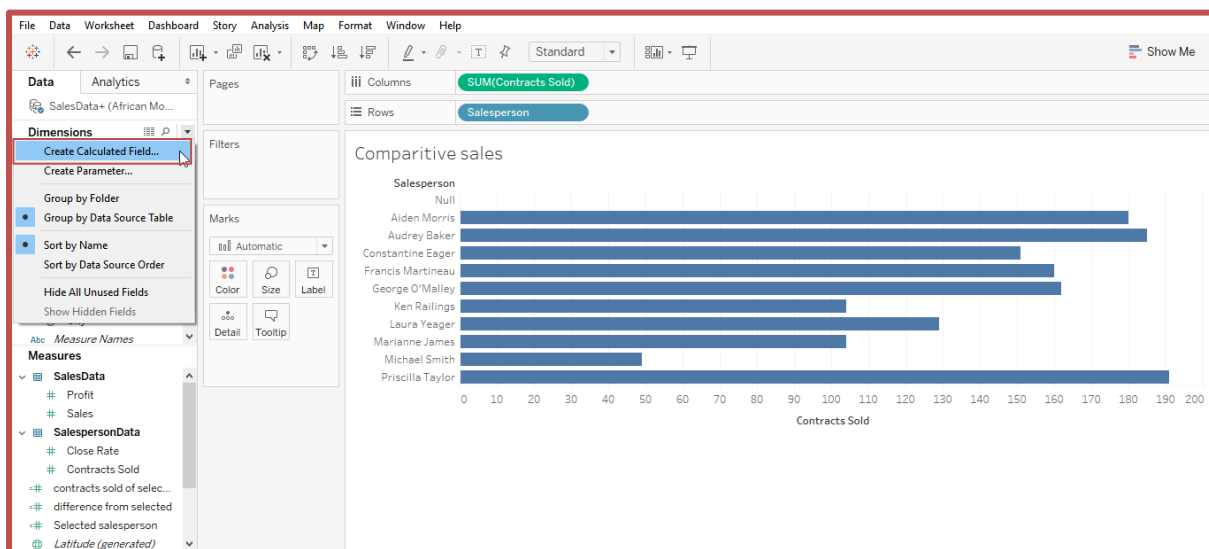 File Data Worksheet Dashboard Story Analysis Map Format Window Help
Standard
Show Me
Data Analytics
SalesData+ (African Mo...
Dimensions
Create Calculated Field...
Create Parameter...
Group by Folder
Group by Data Source Table
Sort by Name
Sort by Data Source Order
Hide All Unused Fields
Show Hidden Fields
Abc Measure Names
Measures
SalesData
Profit
Sales
SalespersonData
Close Rate
Contracts Sold
contracts sold of selec...
difference from selected
Selected salesperson
Latitude (generated)
Pages
Filters
Marks
Automatic
Color Size Label
Detail Tooltip
Columns SUM(Contracts Sold)
Rows Salesperson
Comparitive sales
Salesperson
Null
Aiden Morris
Audrey Baker
Constantine Eager
Francis Martineau
George O'Malley
Ken Railings
Laura Yeager
Marianne James
Michael Smith
Priscilla Taylor
0 10 20 30 40 50 60 70 80 90 100 110 120 130 140 150 160 170 180 190 200
Contracts Sold